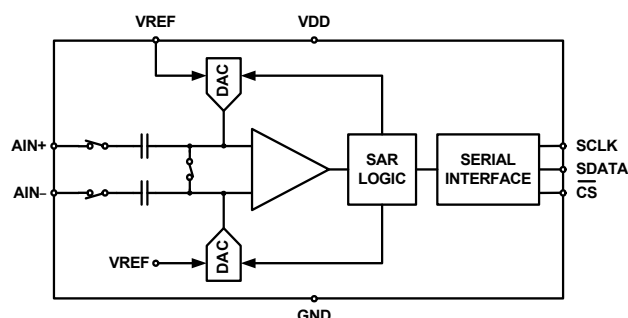 VREF
VDD
DAC
AIN+
AIN−
SAR
LOGIC
SERIAL
INTERFACE
SCLK
SDATA
CS
VREF
DAC
GND